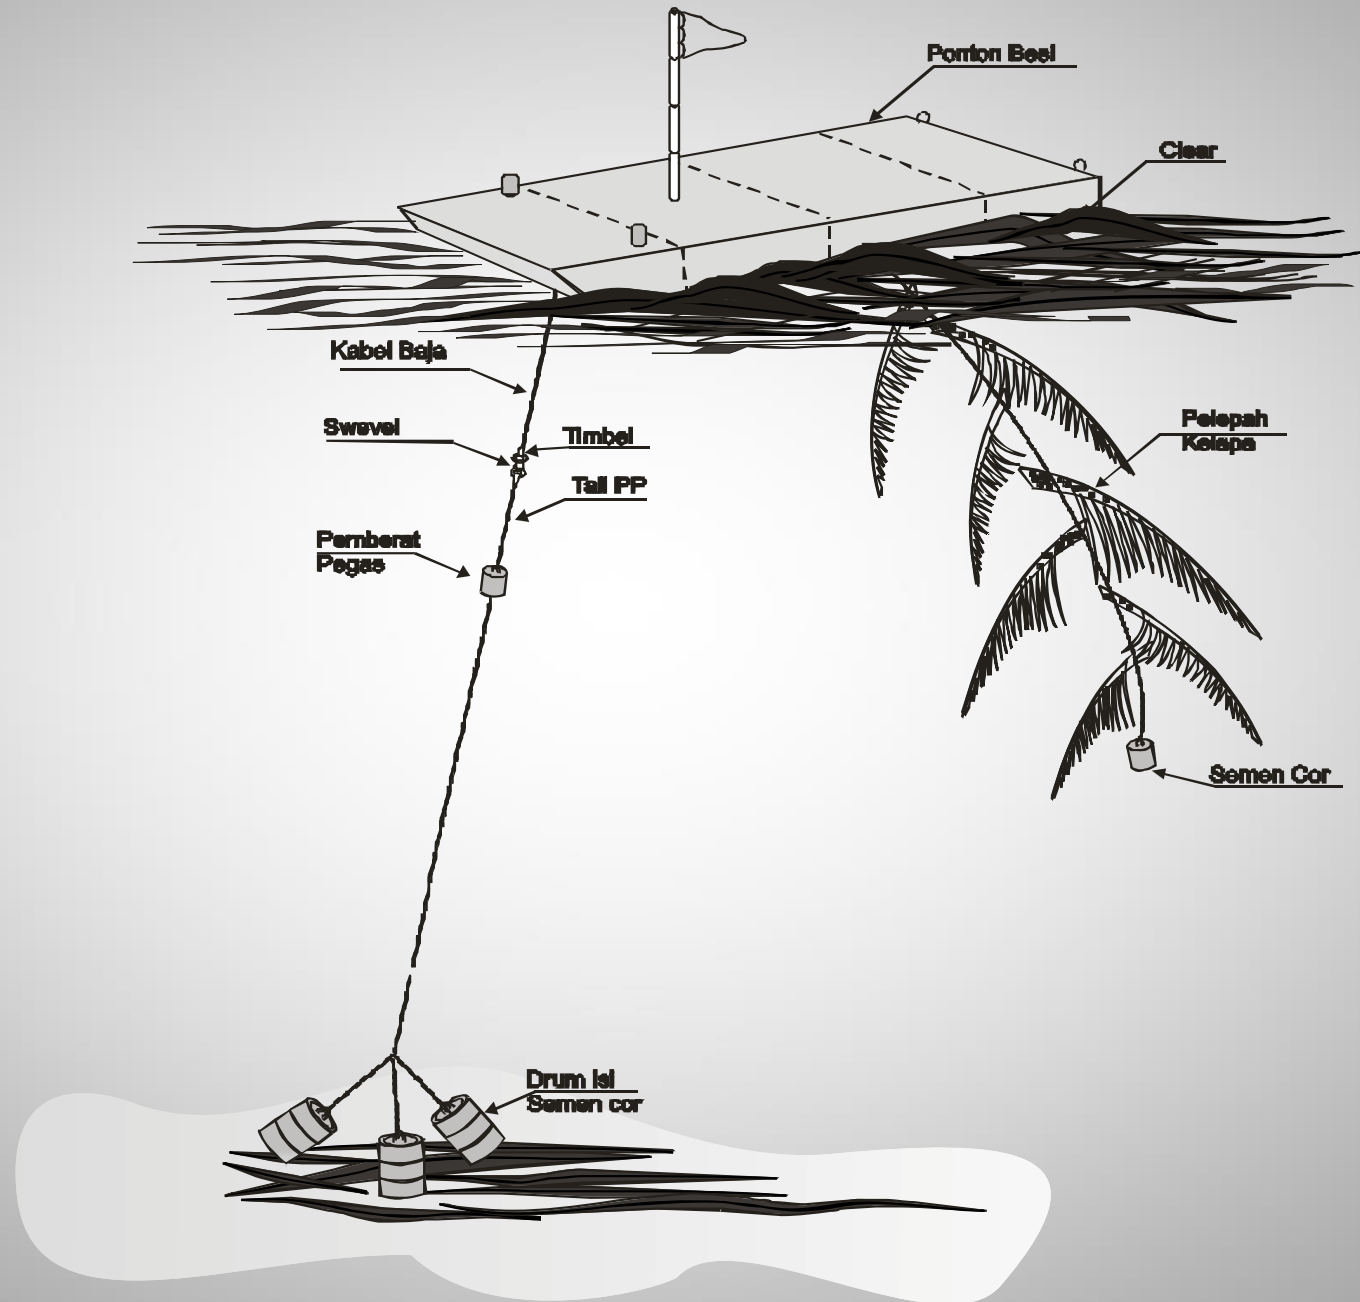 Ponton Besi
Clear
Kabel Baja
Swevel
Timbel
Tali PP
Pelepah
Kelapa
Pemberat
Pegas
Semen Cor
Drum Isi
Semen cor